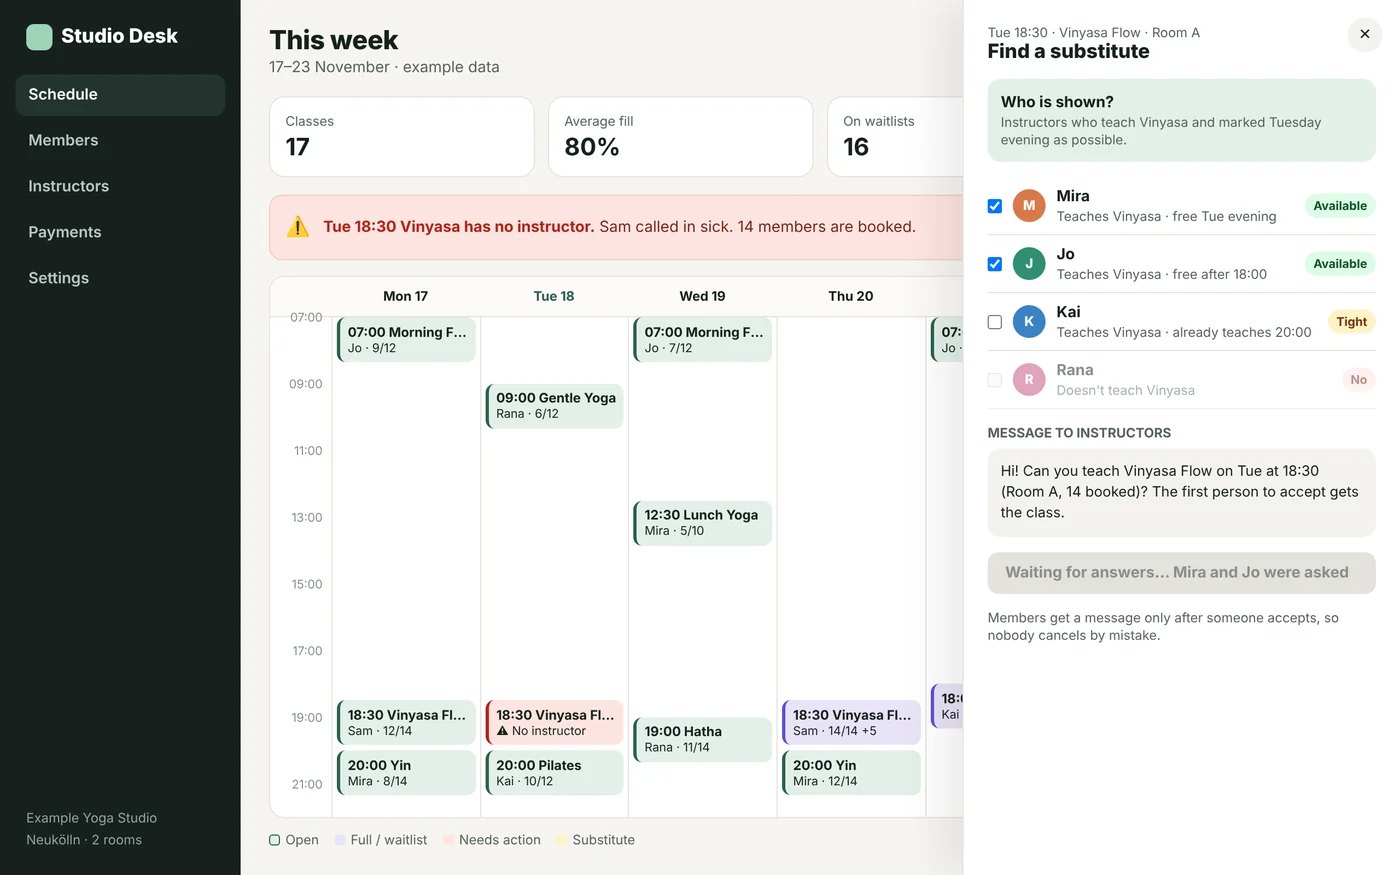 Studio Desk
Schedule
Members
Instructors
Payments
Settings
Example Yoga Studio
Neukölln · 2 rooms
This week
17–23 November · example data
Classes
17
Average fill
80%
On waitlists
16
⚠️ Tue 18:30 Vinyasa has no instructor. Sam called in sick. 14 members are booked.
Mon 17
Tue 18
Wed 19
Thu 20
07:00
09:00
11:00
13:00
15:00
17:00
19:00
21:00
07:00 Morning F...
Jo · 9/12
18:30 Vinyasa Fl...
Sam · 12/14
20:00 Yin
Mira · 8/14
09:00 Gentle Yoga
Rana · 6/12
18:30 Vinyasa Fl...
⚠ No instructor
20:00 Pilates
Kai · 10/12
07:00 Morning F...
Jo · 7/12
12:30 Lunch Yoga
Mira · 5/10
19:00 Hatha
Rana · 11/14
18:30 Vinyasa Fl...
Sam · 14/14 +5
20:00 Yin
Mira · 12/14
07:
Jo ·
18:
Kai
Open
Full / waitlist
Needs action
Substitute
Tue 18:30 · Vinyasa Flow · Room A
Find a substitute
✕
Who is shown?
Instructors who teach Vinyasa and marked Tuesday
evening as possible.
M
Mira
Teaches Vinyasa · free Tue evening
Available
J
Jo
Teaches Vinyasa · free after 18:00
Available
K
Kai
Teaches Vinyasa · already teaches 20:00
Tight
R
Rana
Doesn't teach Vinyasa
No
MESSAGE TO INSTRUCTORS
Hi! Can you teach Vinyasa Flow on Tue at 18:30
(Room A, 14 booked)? The first person to accept gets
the class.
Waiting for answers... Mira and Jo were asked
Members get a message only after someone accepts, so
nobody cancels by mistake.